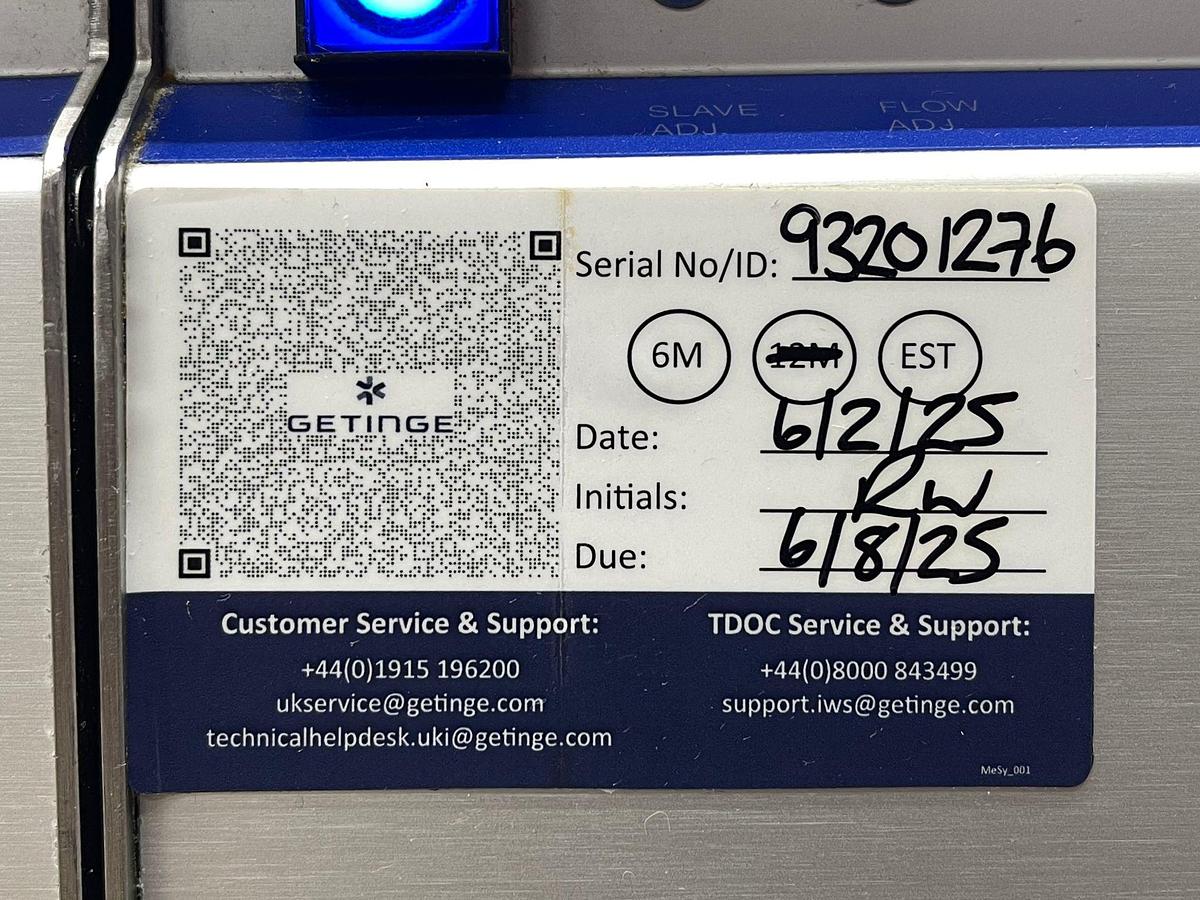 SLAVE ADJ
FLOW ADJ
GETINGE
Serial No/ID: 93201276
6M 12M EST
Date: 6/2/25
Initials: RW
Due: 6/8/25
Customer Service & Support:
+44(0)1915 196200
ukservice@getinge.com
technicalhelpdesk.uki@getinge.com
TDOC Service & Support:
+44(0)8000 843499
support.iws@getinge.com
MeSy_001